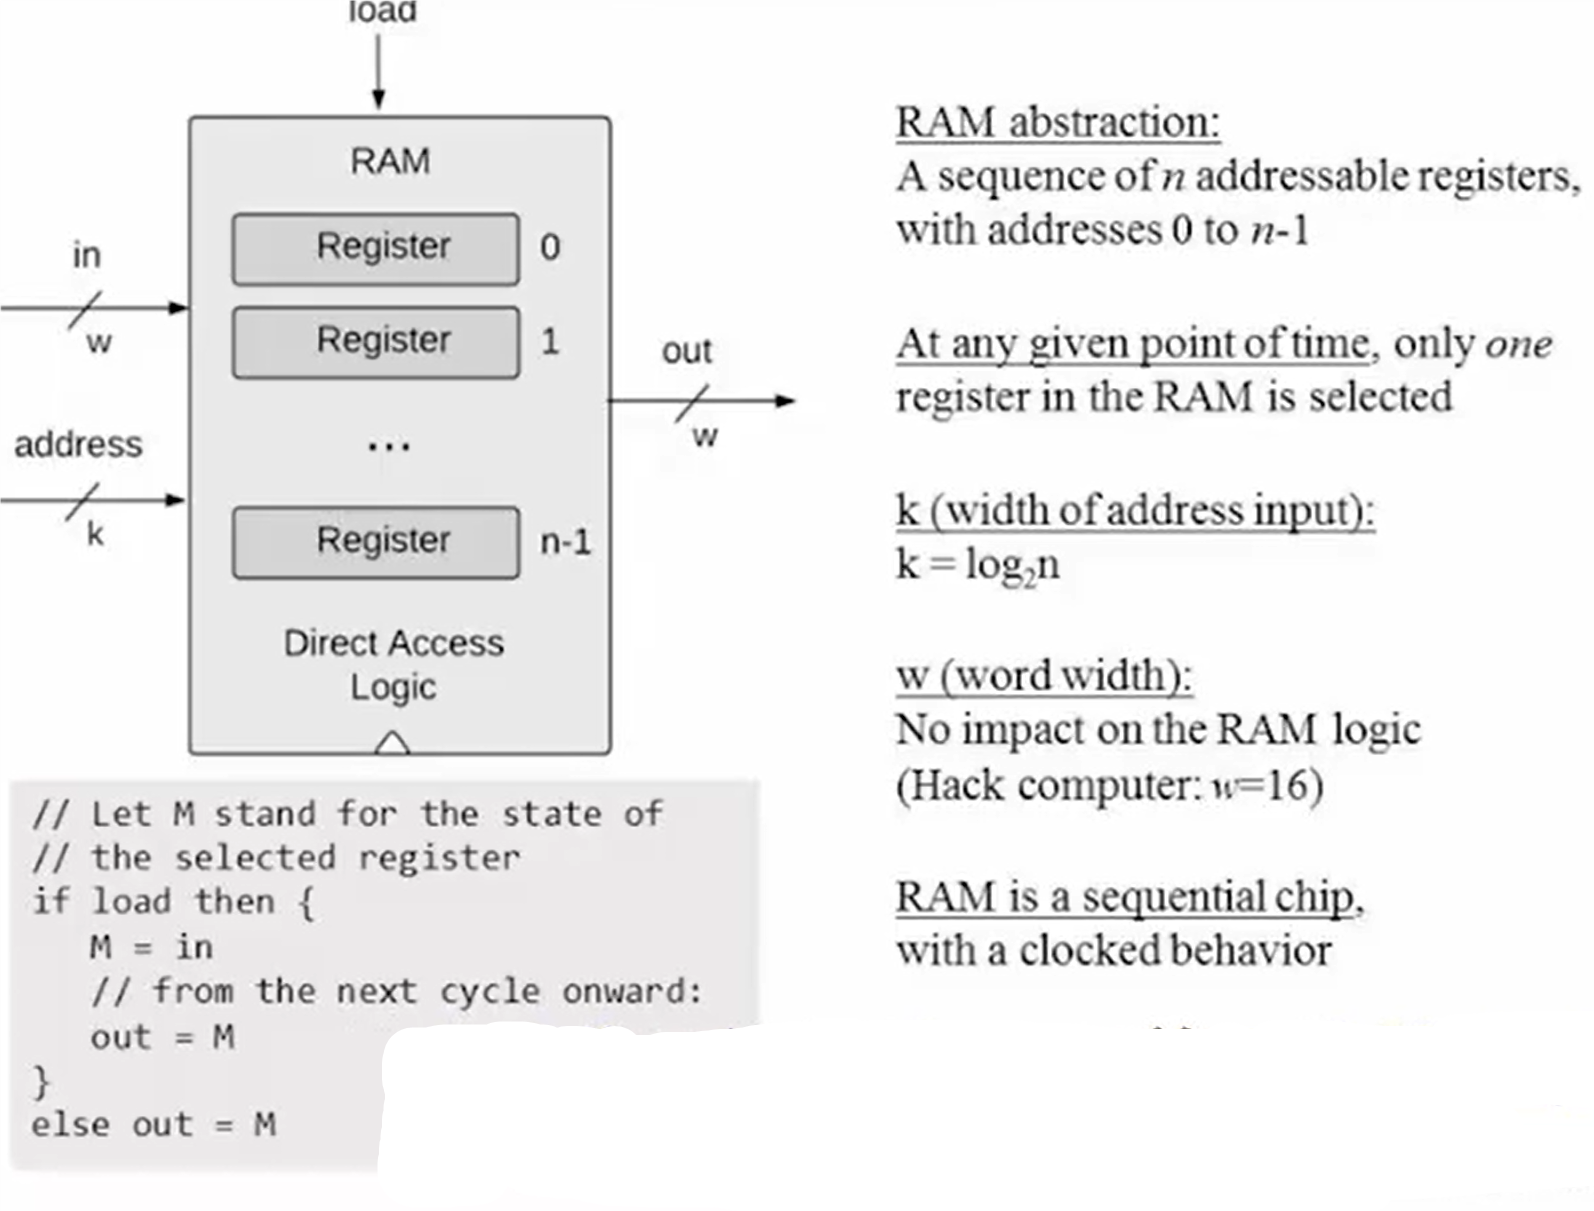 load
RAM
Register 0
in
w
Register 1
out
w
address
k
...
Register n-1
Direct Access
Logic
// Let M stand for the state of
// the selected register
if load then {
M = in
// from the next cycle onward:
out = M
}
else out = M
RAM abstraction:
A sequence of n addressable registers,
with addresses 0 to n-1
At any given point of time, only one
register in the RAM is selected
k (width of address input):
k = log₂n
w (word width):
No impact on the RAM logic
(Hack computer: w=16)
RAM is a sequential chip,
with a clocked behavior